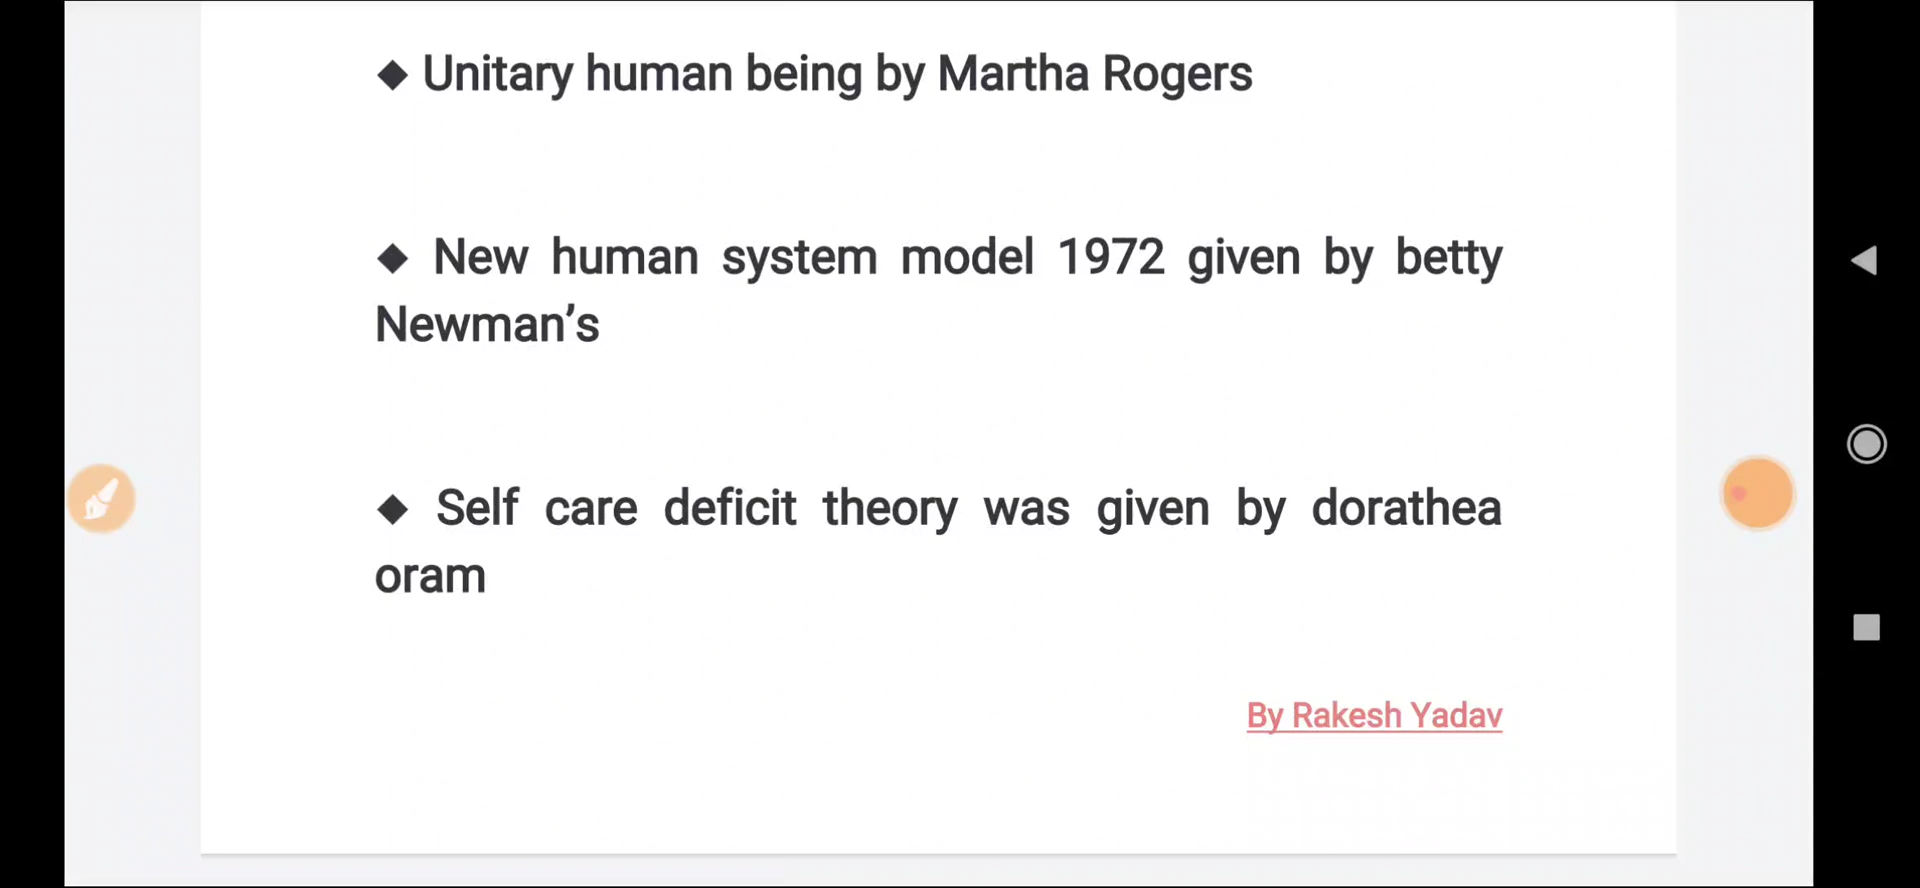 ◆ Unitary human being by Martha Rogers
◆ New human system model 1972 given by betty
Newman’s
◆ Self care deficit theory was given by dorathea
oram
By Rakesh Yadav